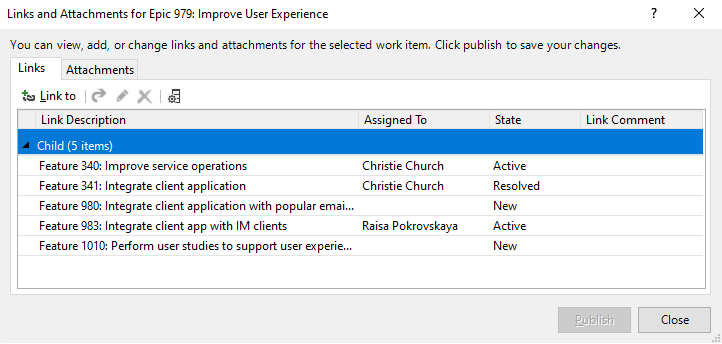 Links and Attachments for Epic 979: Improve User Experience ? 
You can view, add, or change links and attachments for the selected work item. Click publish to save your changes.
Links Attachments
Link to
Link Description Assigned To State Link Comment
Child (5 items)
Feature 340: Improve service operations Christie Church Active
Feature 341: Integrate client application Christie Church Resolved
Feature 980: Integrate client application with popular emai... New
Feature 983: Integrate client app with IM clients Raisa Pokrovskaya Active
Feature 1010: Perform user studies to support user experie... New
Publish Close